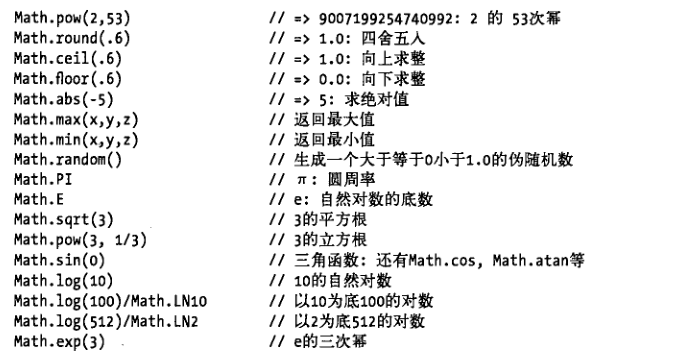 Math.pow(2,53) // => 9007199254740992: 2 的 53次幂
Math.round(.6) // => 1.0: 四舍五入
Math.ceil(.6) // => 1.0: 向上求整
Math.floor(.6) // => 0.0: 向下求整
Math.abs(-5) // => 5: 求绝对值
Math.max(x,y,z) // 返回最大值
Math.min(x,y,z) // 返回最小值
Math.random() // 生成一个大于等于0小于1.0的伪随机数
Math.PI // π: 圆周率
Math.E // e: 自然对数的底数
Math.sqrt(3) // 3的平方根
Math.pow(3, 1/3) // 3的立方根
Math.sin(0) // 三角函数: 还有Math.cos, Math.atan等
Math.log(10) // 10的自然对数
Math.log(100)/Math.LN10 // 以10为底100的对数
Math.log(512)/Math.LN2 // 以2为底512的对数
Math.exp(3) // e的三次幂